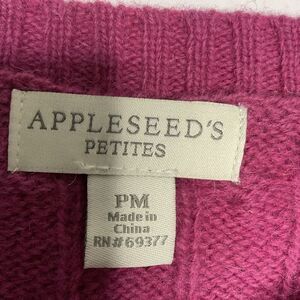 APPLESEED'S
PETITES
PM
Made in
China
RN#69377